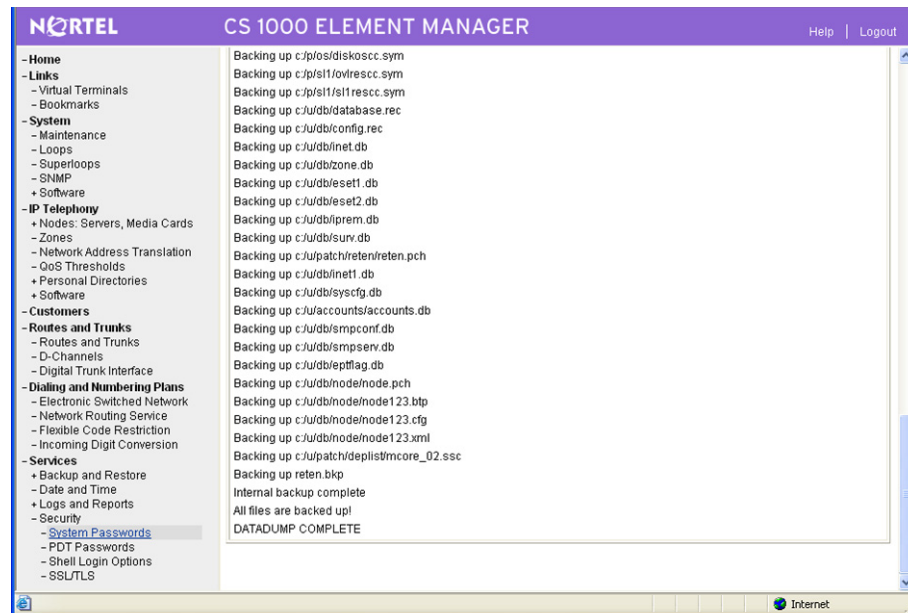 NØRTEL
CS 1000 ELEMENT MANAGER
Help | Logout
- Home
- Links
- Virtual Terminals
- Bookmarks
- System
- Maintenance
- Loops
- Superloops
- SNMP
+ Software
- IP Telephony
+ Nodes: Servers, Media Cards
- Zones
- Network Address Translation
- QoS Thresholds
+ Personal Directories
+ Software
- Customers
- Routes and Trunks
- Routes and Trunks
- D-Channels
- Digital Trunk Interface
- Dialing and Numbering Plans
- Electronic Switched Network
- Network Routing Service
- Flexible Code Restriction
- Incoming Digit Conversion
- Services
+ Backup and Restore
- Date and Time
+ Logs and Reports
- Security
- System Passwords
- PDT Passwords
- Shell Login Options
- SSL/TLS
Backing up c:/p/os/diskoscc.sym
Backing up c:/p/sl1/ovlrescc.sym
Backing up c:/p/sl1/sl1rescc.sym
Backing up c:/u/db/database.rec
Backing up c:/u/db/config.rec
Backing up c:/u/db/inet.db
Backing up c:/u/db/zone.db
Backing up c:/u/db/eset1.db
Backing up c:/u/db/eset2.db
Backing up c:/u/db/iprem.db
Backing up c:/u/db/surv.db
Backing up c:/u/patch/reten/reten.pch
Backing up c:/u/db/inet1.db
Backing up c:/u/db/syscfg.db
Backing up c:/u/accounts/accounts.db
Backing up c:/u/db/smpconf.db
Backing up c:/u/db/smpserv.db
Backing up c:/u/db/eptflag.db
Backing up c:/u/db/node/node.pch
Backing up c:/u/db/node/node123.btp
Backing up c:/u/db/node/node123.cfg
Backing up c:/u/db/node/node123.xml
Backing up c:/u/patch/deplist/mcore_02.ssc
Backing up reten.bkp
Internal backup complete
All files are backed up!
DATADUMP COMPLETE
Internet